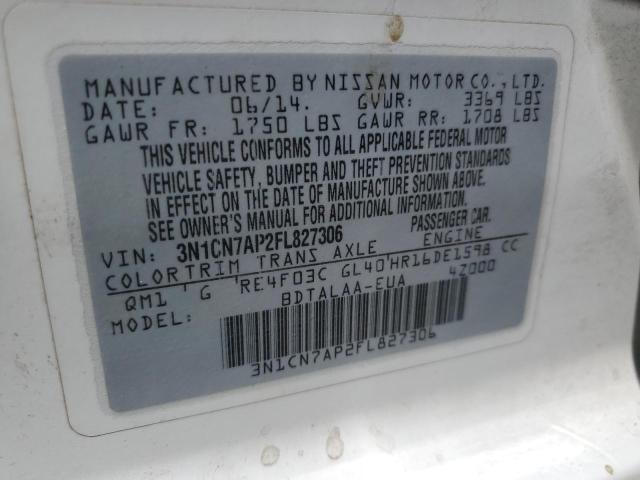 MANUFACTURED BY NISSAN MOTOR CO., LTD.
DATE: 06/14. GVWR: 3369 LBS
GAWR FR: 1750 LBS GAWR RR: 1708 LBS
THIS VEHICLE CONFORMS TO ALL APPLICABLE FEDERAL MOTOR
VEHICLE SAFETY, BUMPER AND THEFT PREVENTION STANDARDS
IN EFFECT ON THE DATE OF MANUFACTURE SHOWN ABOVE.
SEE OWNER'S MANUAL FOR ADDITIONAL INFORMATION.
VIN: 3N1CN7AP2FL827306 PASSENGER CAR.
COLOR TRIM TRANS AXLE ENGINE
QM1 ' G 'RE4F03C GL40'HR16DE1598 CC
MODEL: BDTALAA-EUA 4Z000
3N1CN7AP2FL827306